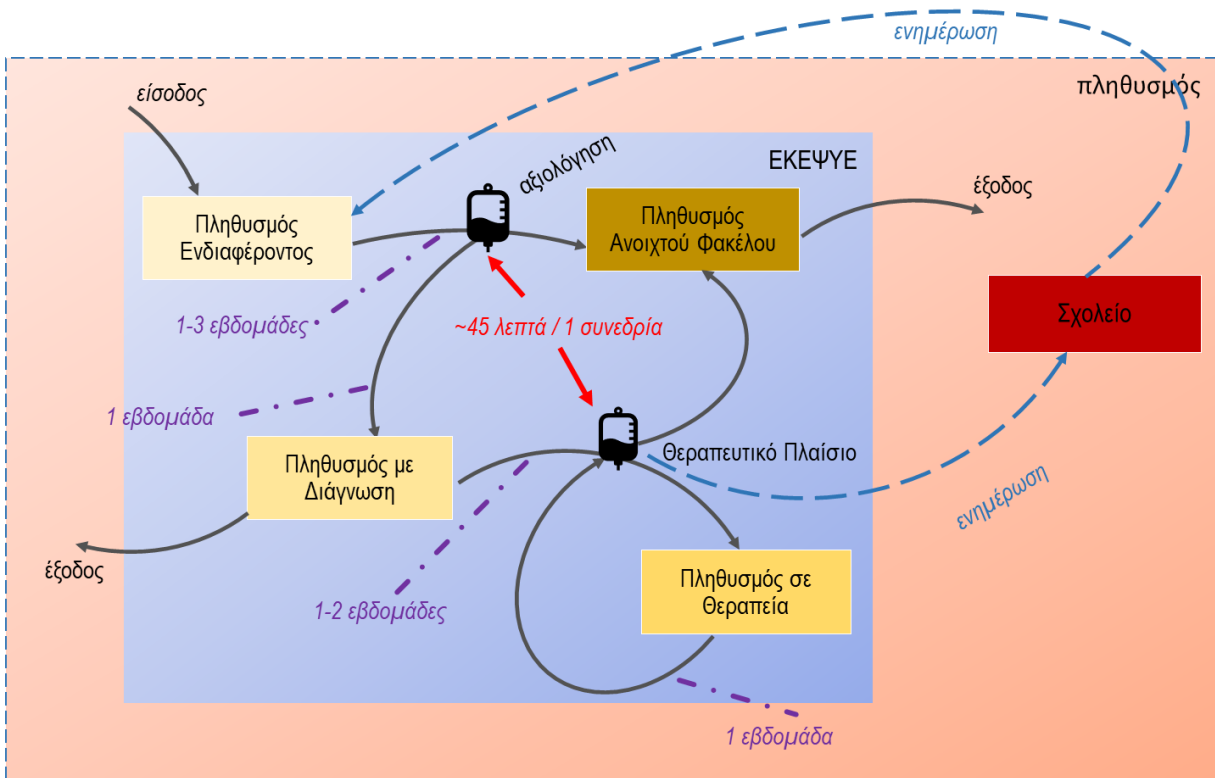 ενημέρωση
πληθυσμός
είσοδος
ΕΚΕΨΥΕ
αξιολόγηση
έξοδος
Πληθυσμός
Ενδιαφέροντος
Πληθυσμός
Ανοιχτού Φακέλου
1-3 εβδομάδες
~45 λεπτά / 1 συνεδρία
Σχολείο
1 εβδομάδα
Πληθυσμός με
Διάγνωση
Θεραπευτικό Πλαίσιο
ενημέρωση
έξοδος
Πληθυσμός σε
Θεραπεία
1-2 εβδομάδες
1 εβδομάδα